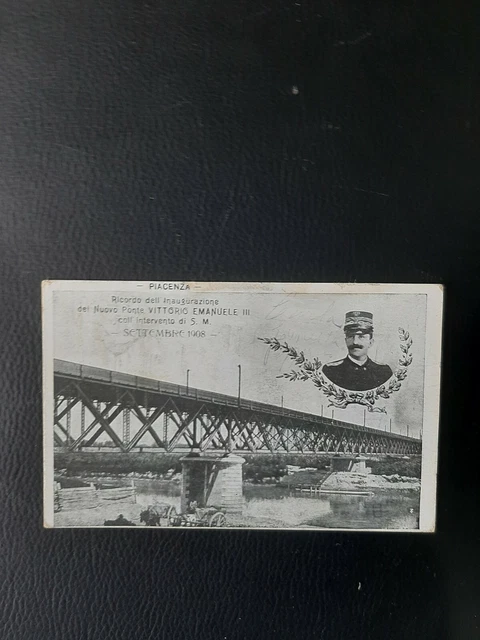 — PIACENZA —
Ricordo dell'Inaugurazione
del Nuovo Ponte VITTORIO EMANUELE III
coll'intervento di S. M.
— SETTEMBRE 1908 —